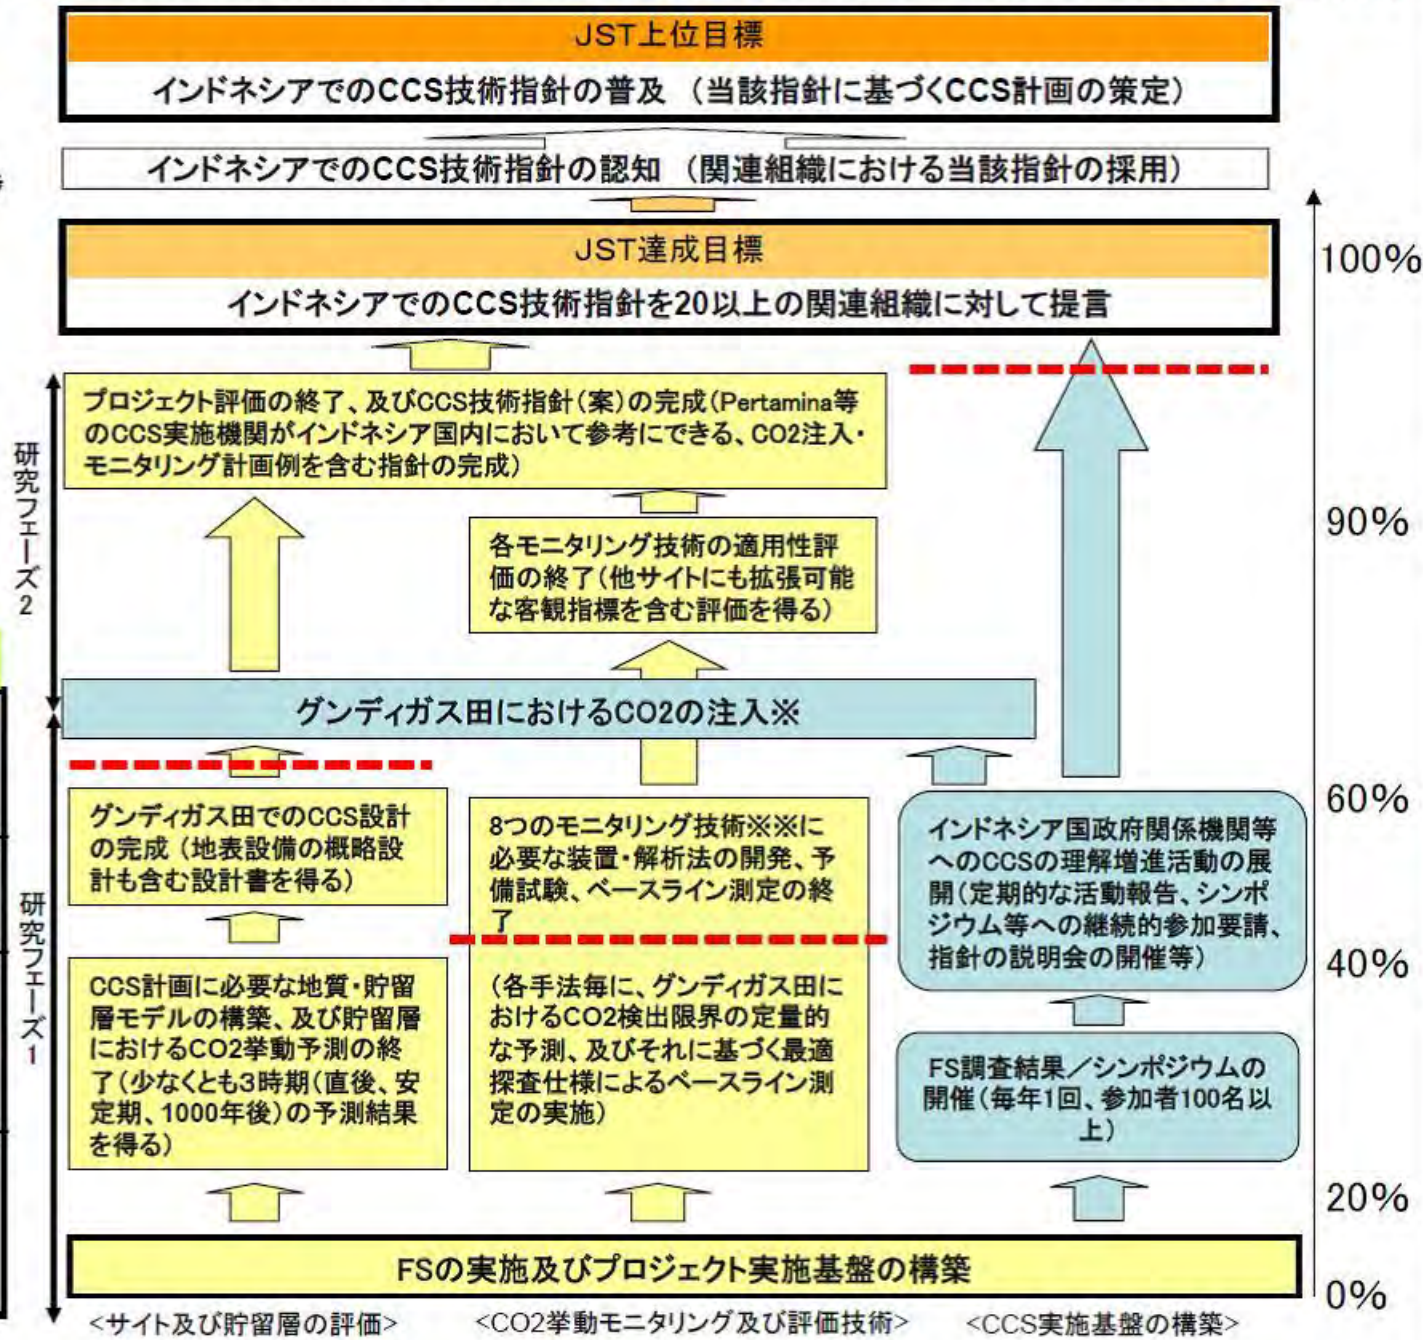 JST上位目標
インドネシアでのCCS技術指針の普及 （当該指針に基づくCCS計画の策定）
インドネシアでのCCS技術指針の認知 （関連組織における当該指針の採用）
JST達成目標
インドネシアでのCCS技術指針を20以上の関連組織に対して提言
100%
プロジェクト評価の終了、及びCCS技術指針（案）の完成（Pertamina等
のCCS実施機関がインドネシア国内において参考にできる、CO2注入・
モニタリング計画例を含む指針の完成）
研究フェーズ2
90%
各モニタリング技術の適用性評
価の終了（他サイトにも拡張可能
な客観指標を含む評価を得る）
グンディガス田におけるCO2の注入※
60%
グンディガス田でのCCS設計
の完成（地表設備の概略設
計も含む設計書を得る）
8つのモニタリング技術※※に
必要な装置・解析法の開発、予
備試験、ベースライン測定の終
了
（各手法毎に、グンディガス田に
おけるCO2検出限界の定量的
な予測、及びそれに基づく最適
探査仕様によるベースライン測
定の実施）
インドネシア国政府関係機関等
へのCCSの理解増進活動の展
開（定期的な活動報告、シンポ
ジウム等への継続的参加要請、
指針の説明会の開催等）
40%
研究フェーズ1
CCS計画に必要な地質・貯留
層モデルの構築、及び貯留層
におけるCO2挙動予測の終
了（少なくとも3時期（直後、安
定期、1000年後）の予測結果
を得る）
FS調査結果／シンポジウムの
開催（毎年1回、参加者100名以
上）
20%
FSの実施及びプロジェクト実施基盤の構築
0%
<サイト及び貯留層の評価>
<CO2挙動モニタリング及び評価技術>
<CCS実施基盤の構築>